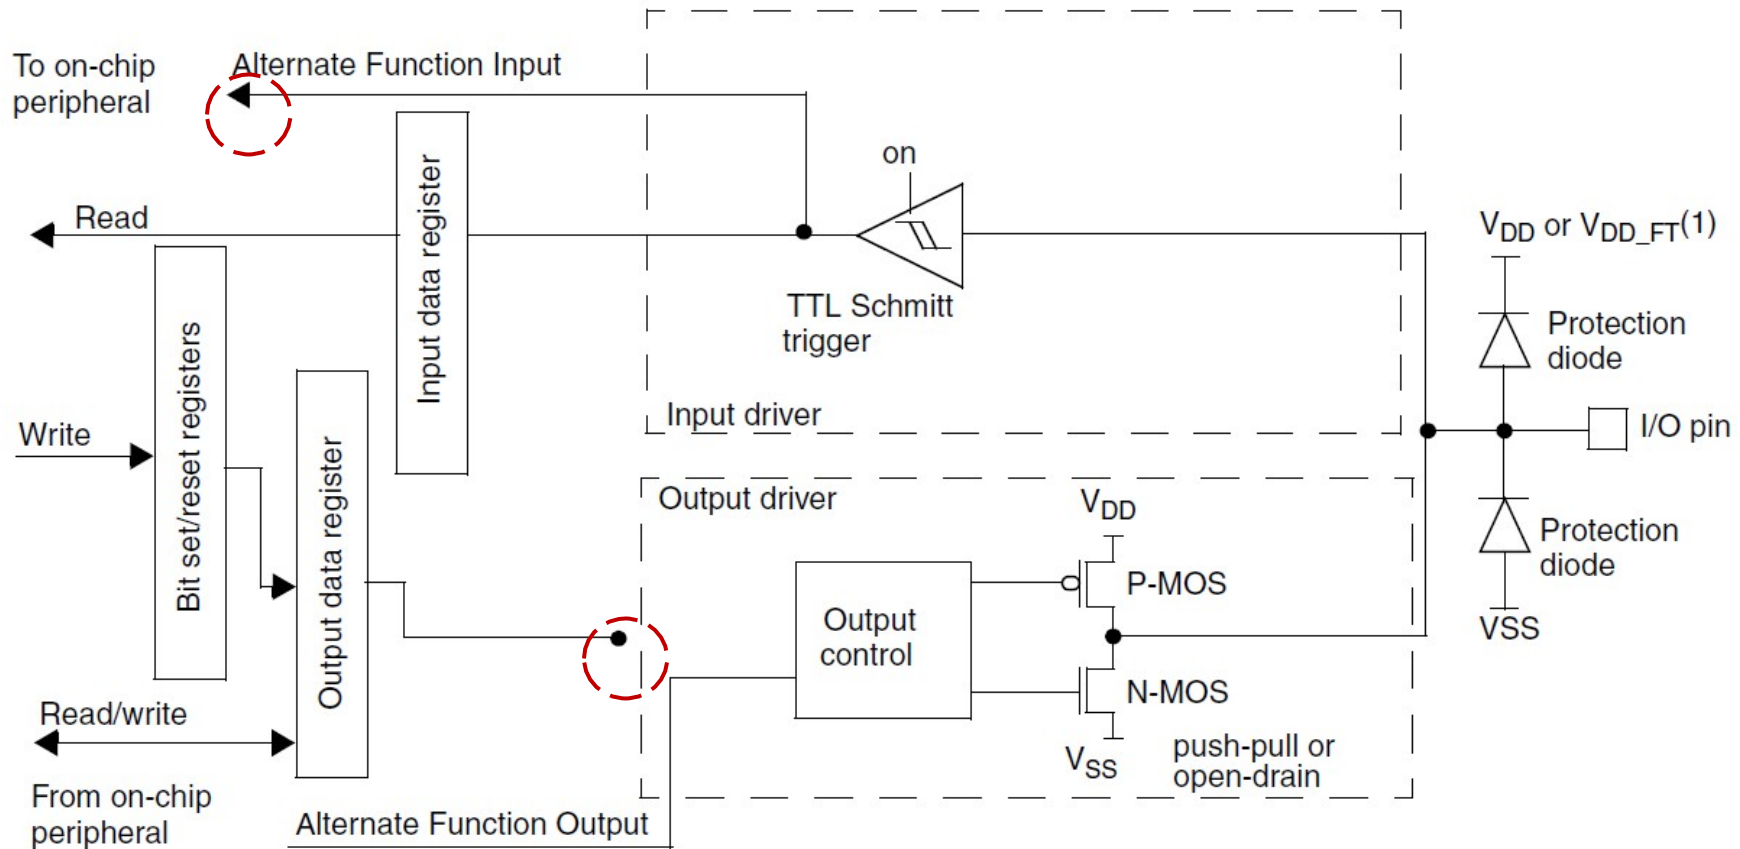 To on-chip
peripheral
Alternate Function Input
on
Read
Input data register
TTL Schmitt
trigger
VDD or VDD_FT(1)
Protection
diode
Bit set/reset registers
Input driver
Write
I/O pin
Output data register
Output driver
VDD
P-MOS
Output
control
Protection
diode
VSS
N-MOS
Read/write
VSS
push-pull or
open-drain
From on-chip
peripheral
Alternate Function Output